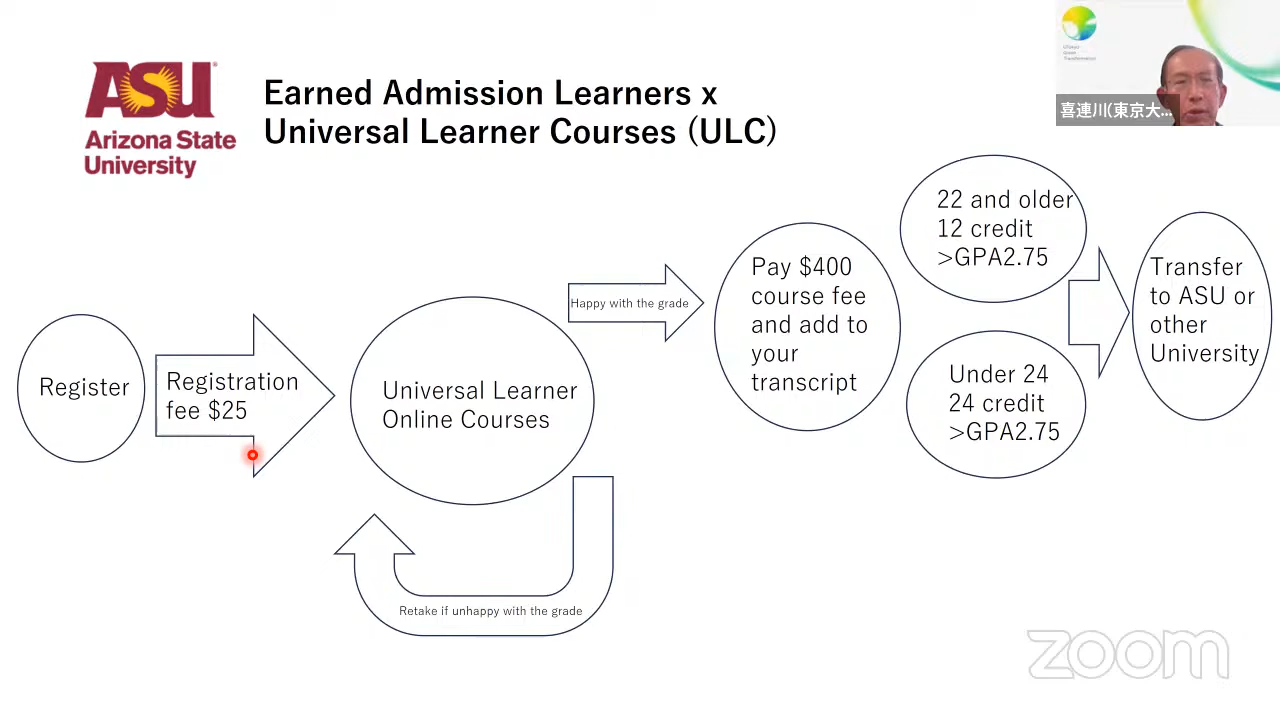 ASU
Arizona State
University
Earned Admission Learners x
Universal Learner Courses (ULC)
喜連川(東京大...
Register
Registration
fee $25
Universal Learner
Online Courses
Happy with the grade
Retake if unhappy with the grade
Pay $400
course fee
and add to
your
transcript
22 and older
12 credit
>GPA2.75
Under 24
24 credit
>GPA2.75
Transfer
to ASU or
other
University
zoom